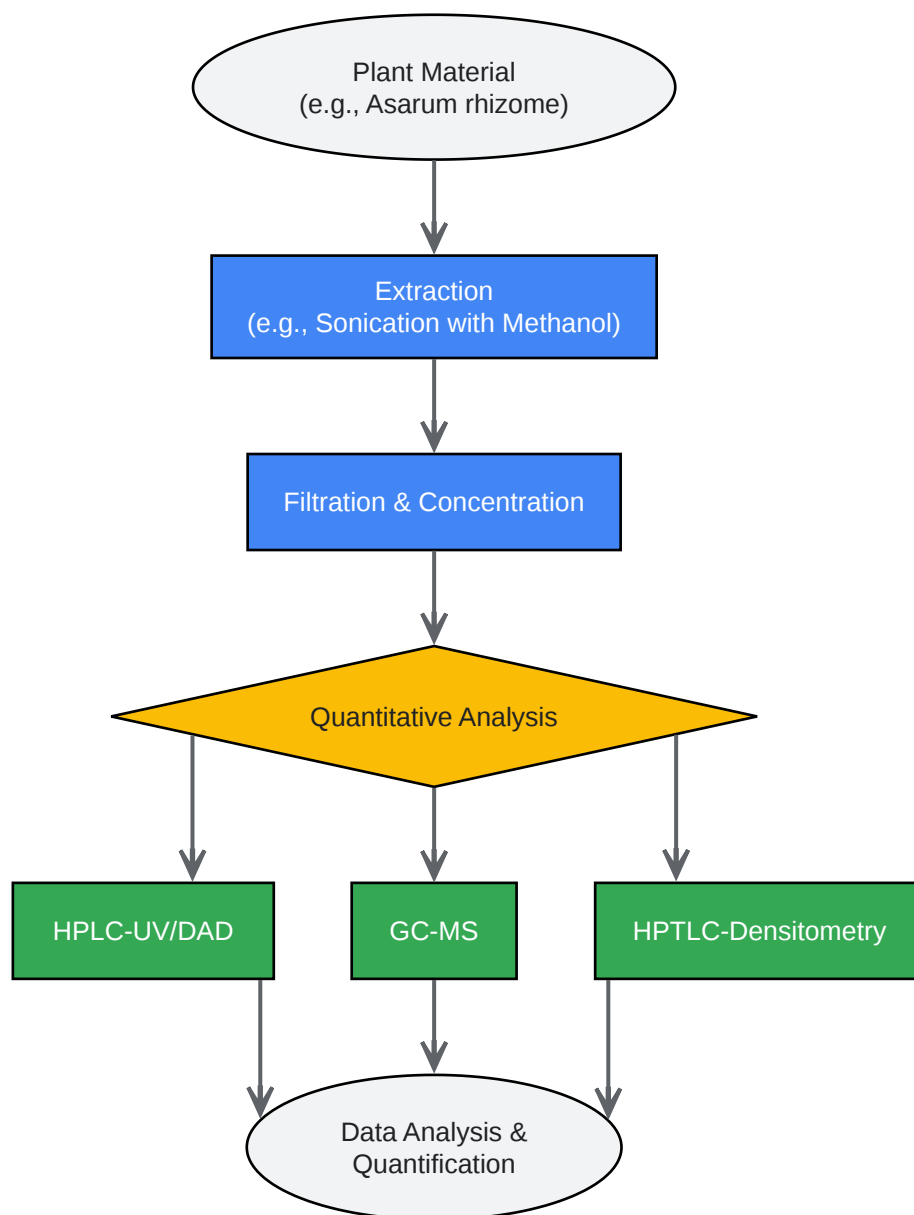 Plant Material
(e.g., Asarum rhizome)
Extraction
(e.g., Sonication with Methanol)
Filtration & Concentration
Quantitative Analysis
HPLC-UV/DAD
GC-MS
HPTLC-Densitometry
Data Analysis &
Quantification